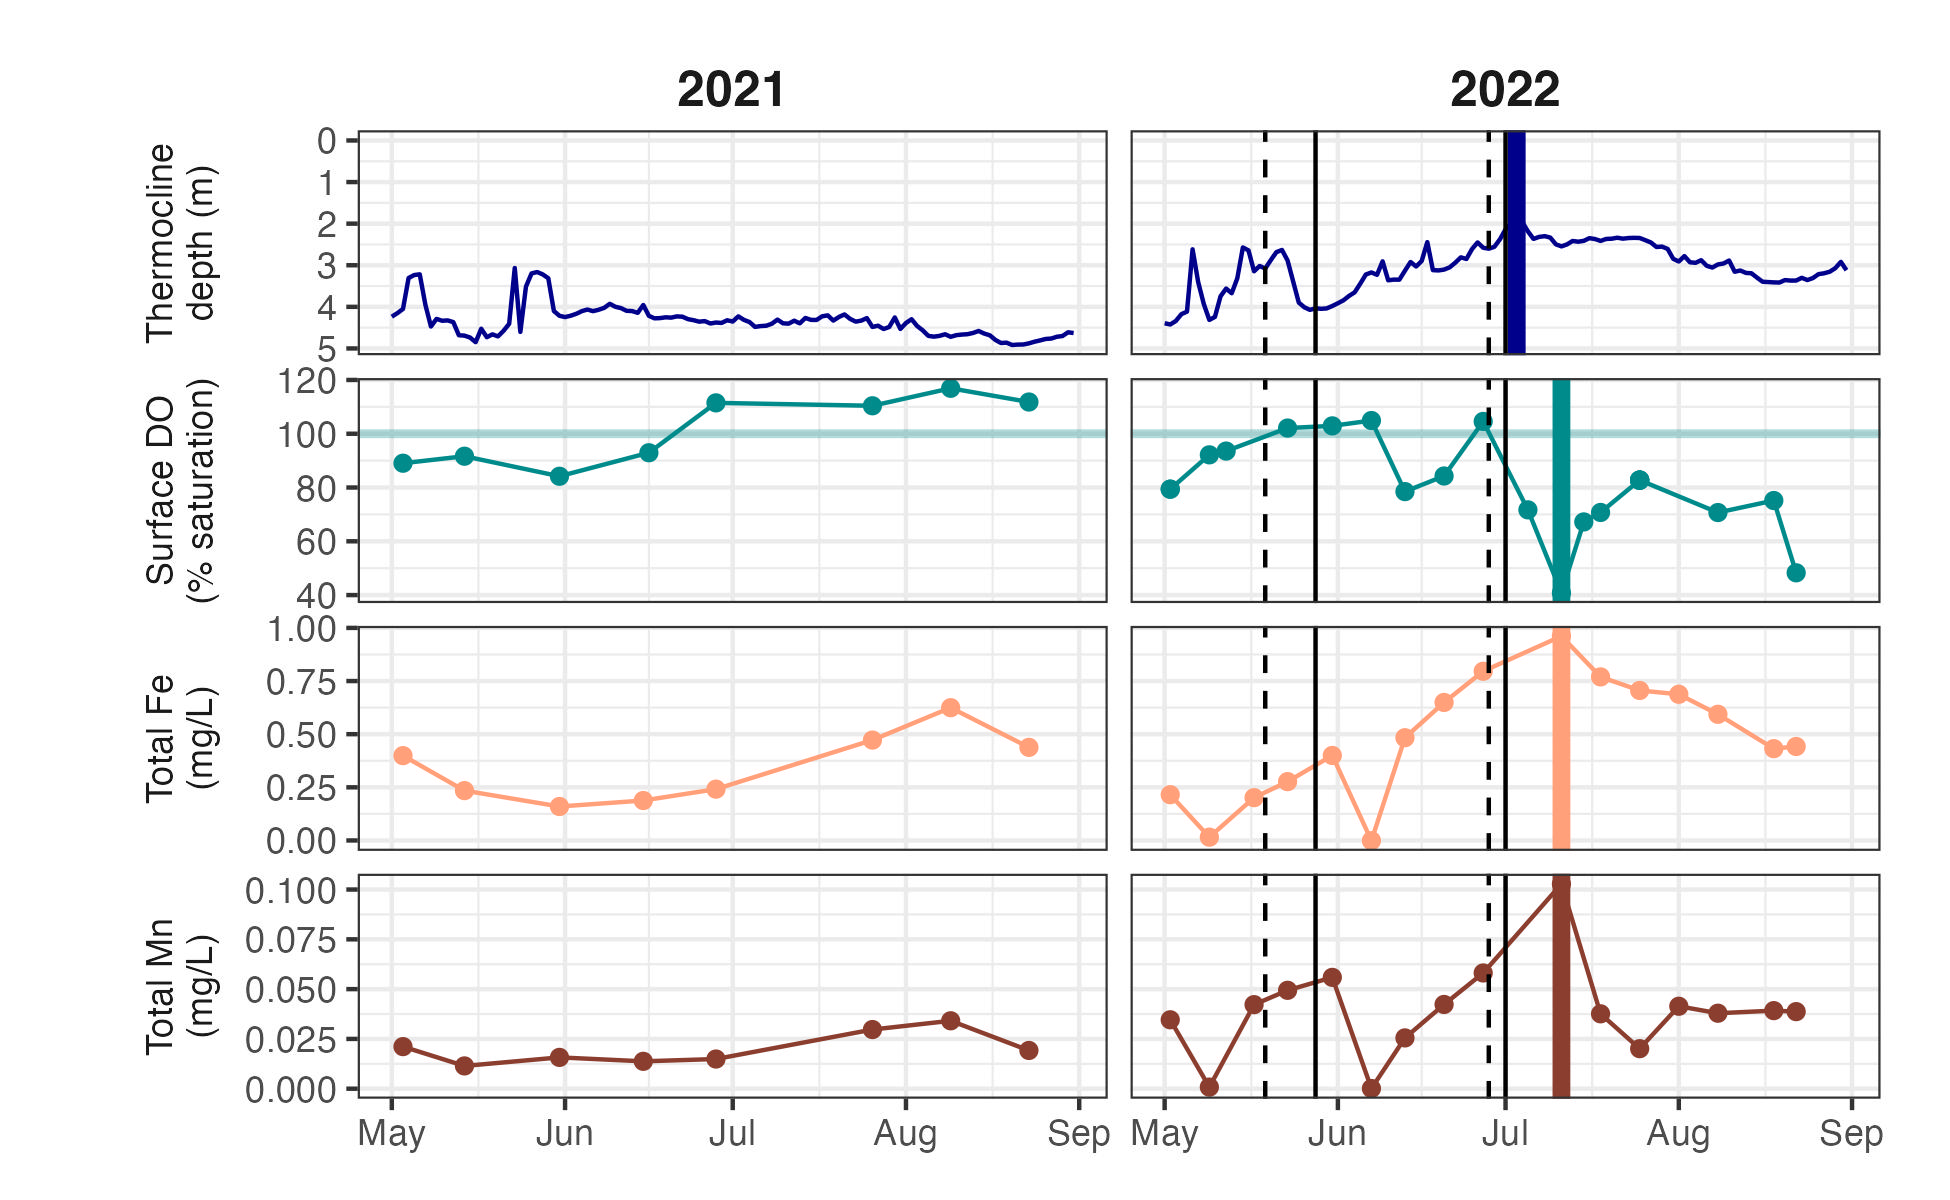 2021
2022
Thermocline
depth (m)
0
1
2
3
4
5
Surface DO
(% saturation)
120
100
80
60
40
Total Fe
(mg/L)
1.00
0.75
0.50
0.25
0.00
Total Mn
(mg/L)
0.100
0.075
0.050
0.025
0.000
May Jun Jul Aug Sep
May Jun Jul Aug Sep